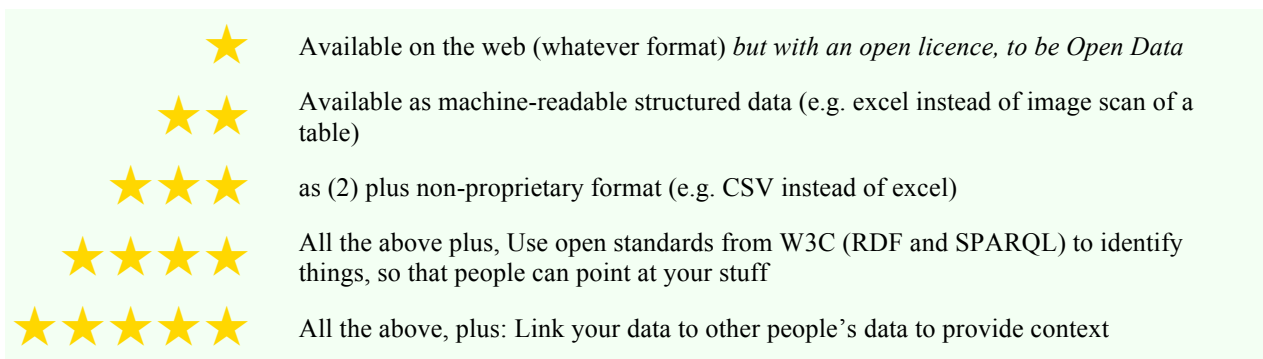 Available on the web (whatever format) but with an open licence, to be Open Data
Available as machine-readable structured data (e.g. excel instead of image scan of a
table)
as (2) plus non-proprietary format (e.g. CSV instead of excel)
All the above plus, Use open standards from W3C (RDF and SPARQL) to identify
things, so that people can point at your stuff
All the above, plus: Link your data to other people’s data to provide context